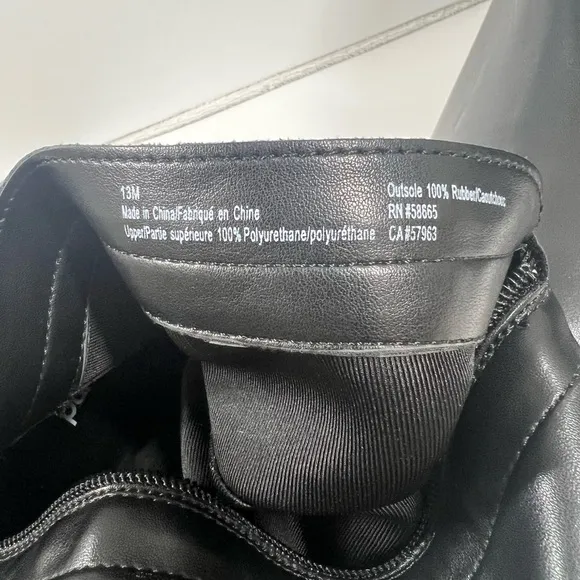 13M
Made in China/Fabriqué en Chine
Upper/Partie supérieure 100% Polyurethane/polyuréthane
Outsole 100% Rubber/Caoutchouc
RN #58665
CA #57963